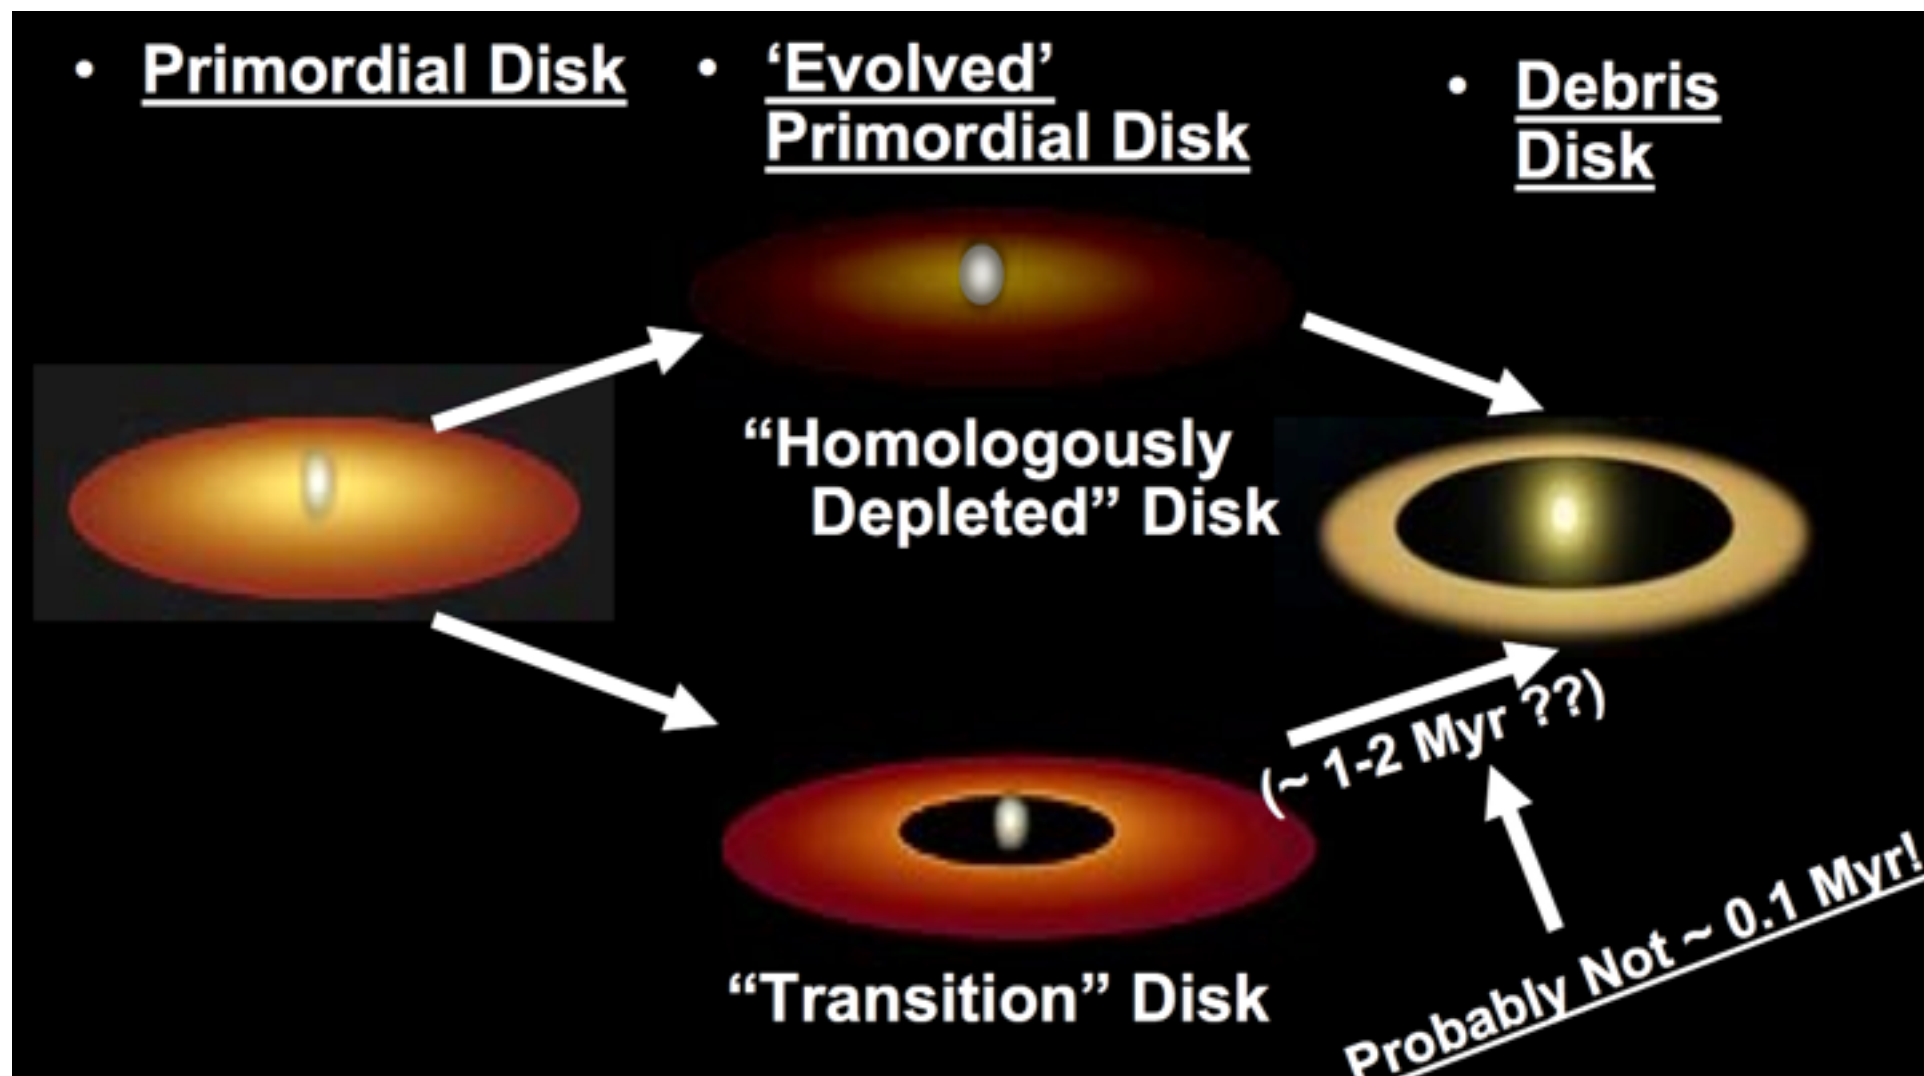 • Primordial Disk
• ‘Evolved’
Primordial Disk
• Debris
Disk
“Homologously
Depleted” Disk
(~ 1-2 Myr ??)
“Transition” Disk
Probably Not ~ 0.1 Myr!